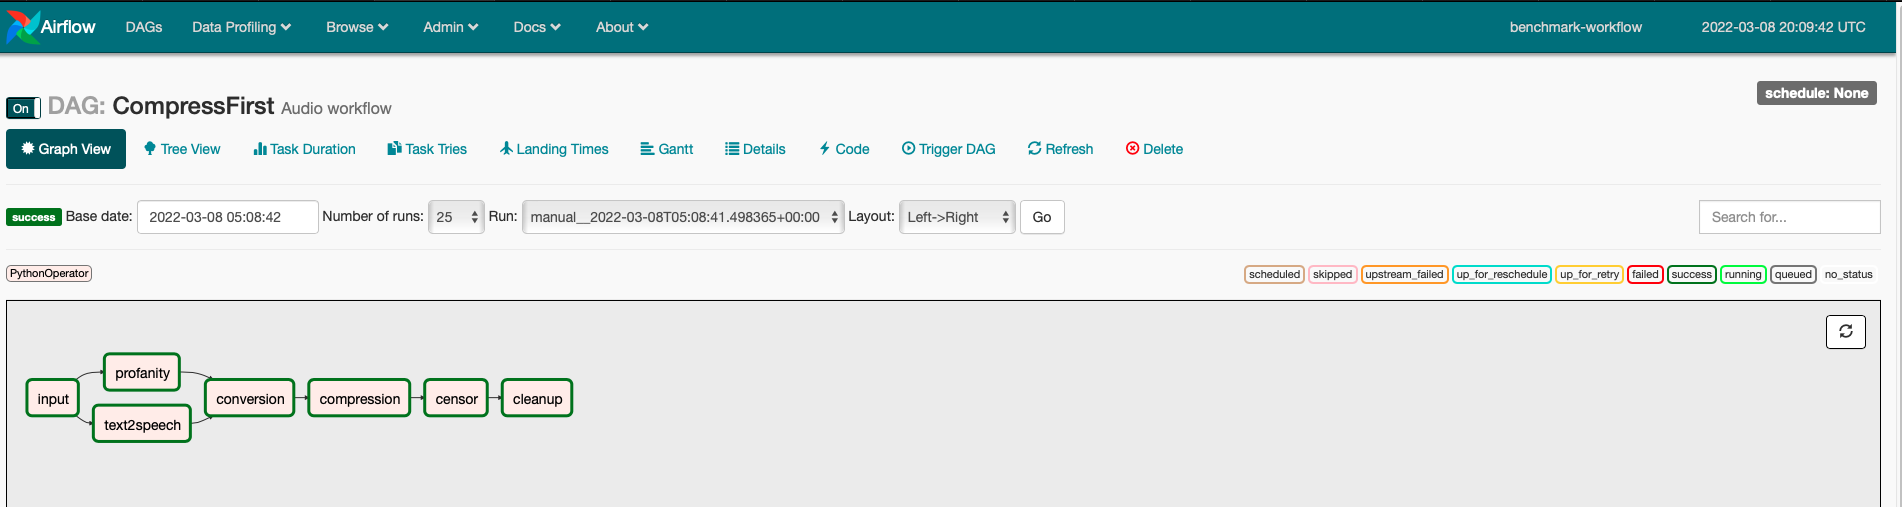 Airflow DAGs Data Profiling Browse Admin Docs About benchmark-workflow 2022-03-08 20:09:42 UTC
schedule: None
On DAG: CompressFirst Audio workflow
Graph View Tree View Task Duration Task Tries Landing Times Gantt Details Code Trigger DAG Refresh Delete
success Base date: 2022-03-08 05:08:42 Number of runs: 25 Run: manual__2022-03-08T05:08:41.498365+00:00 Layout: Left->Right Go Search for...
PythonOperator scheduled skipped upstream_failed up_for_reschedule up_for_retry failed success running queued no_status
profanity
input conversion compression censor cleanup
text2speech